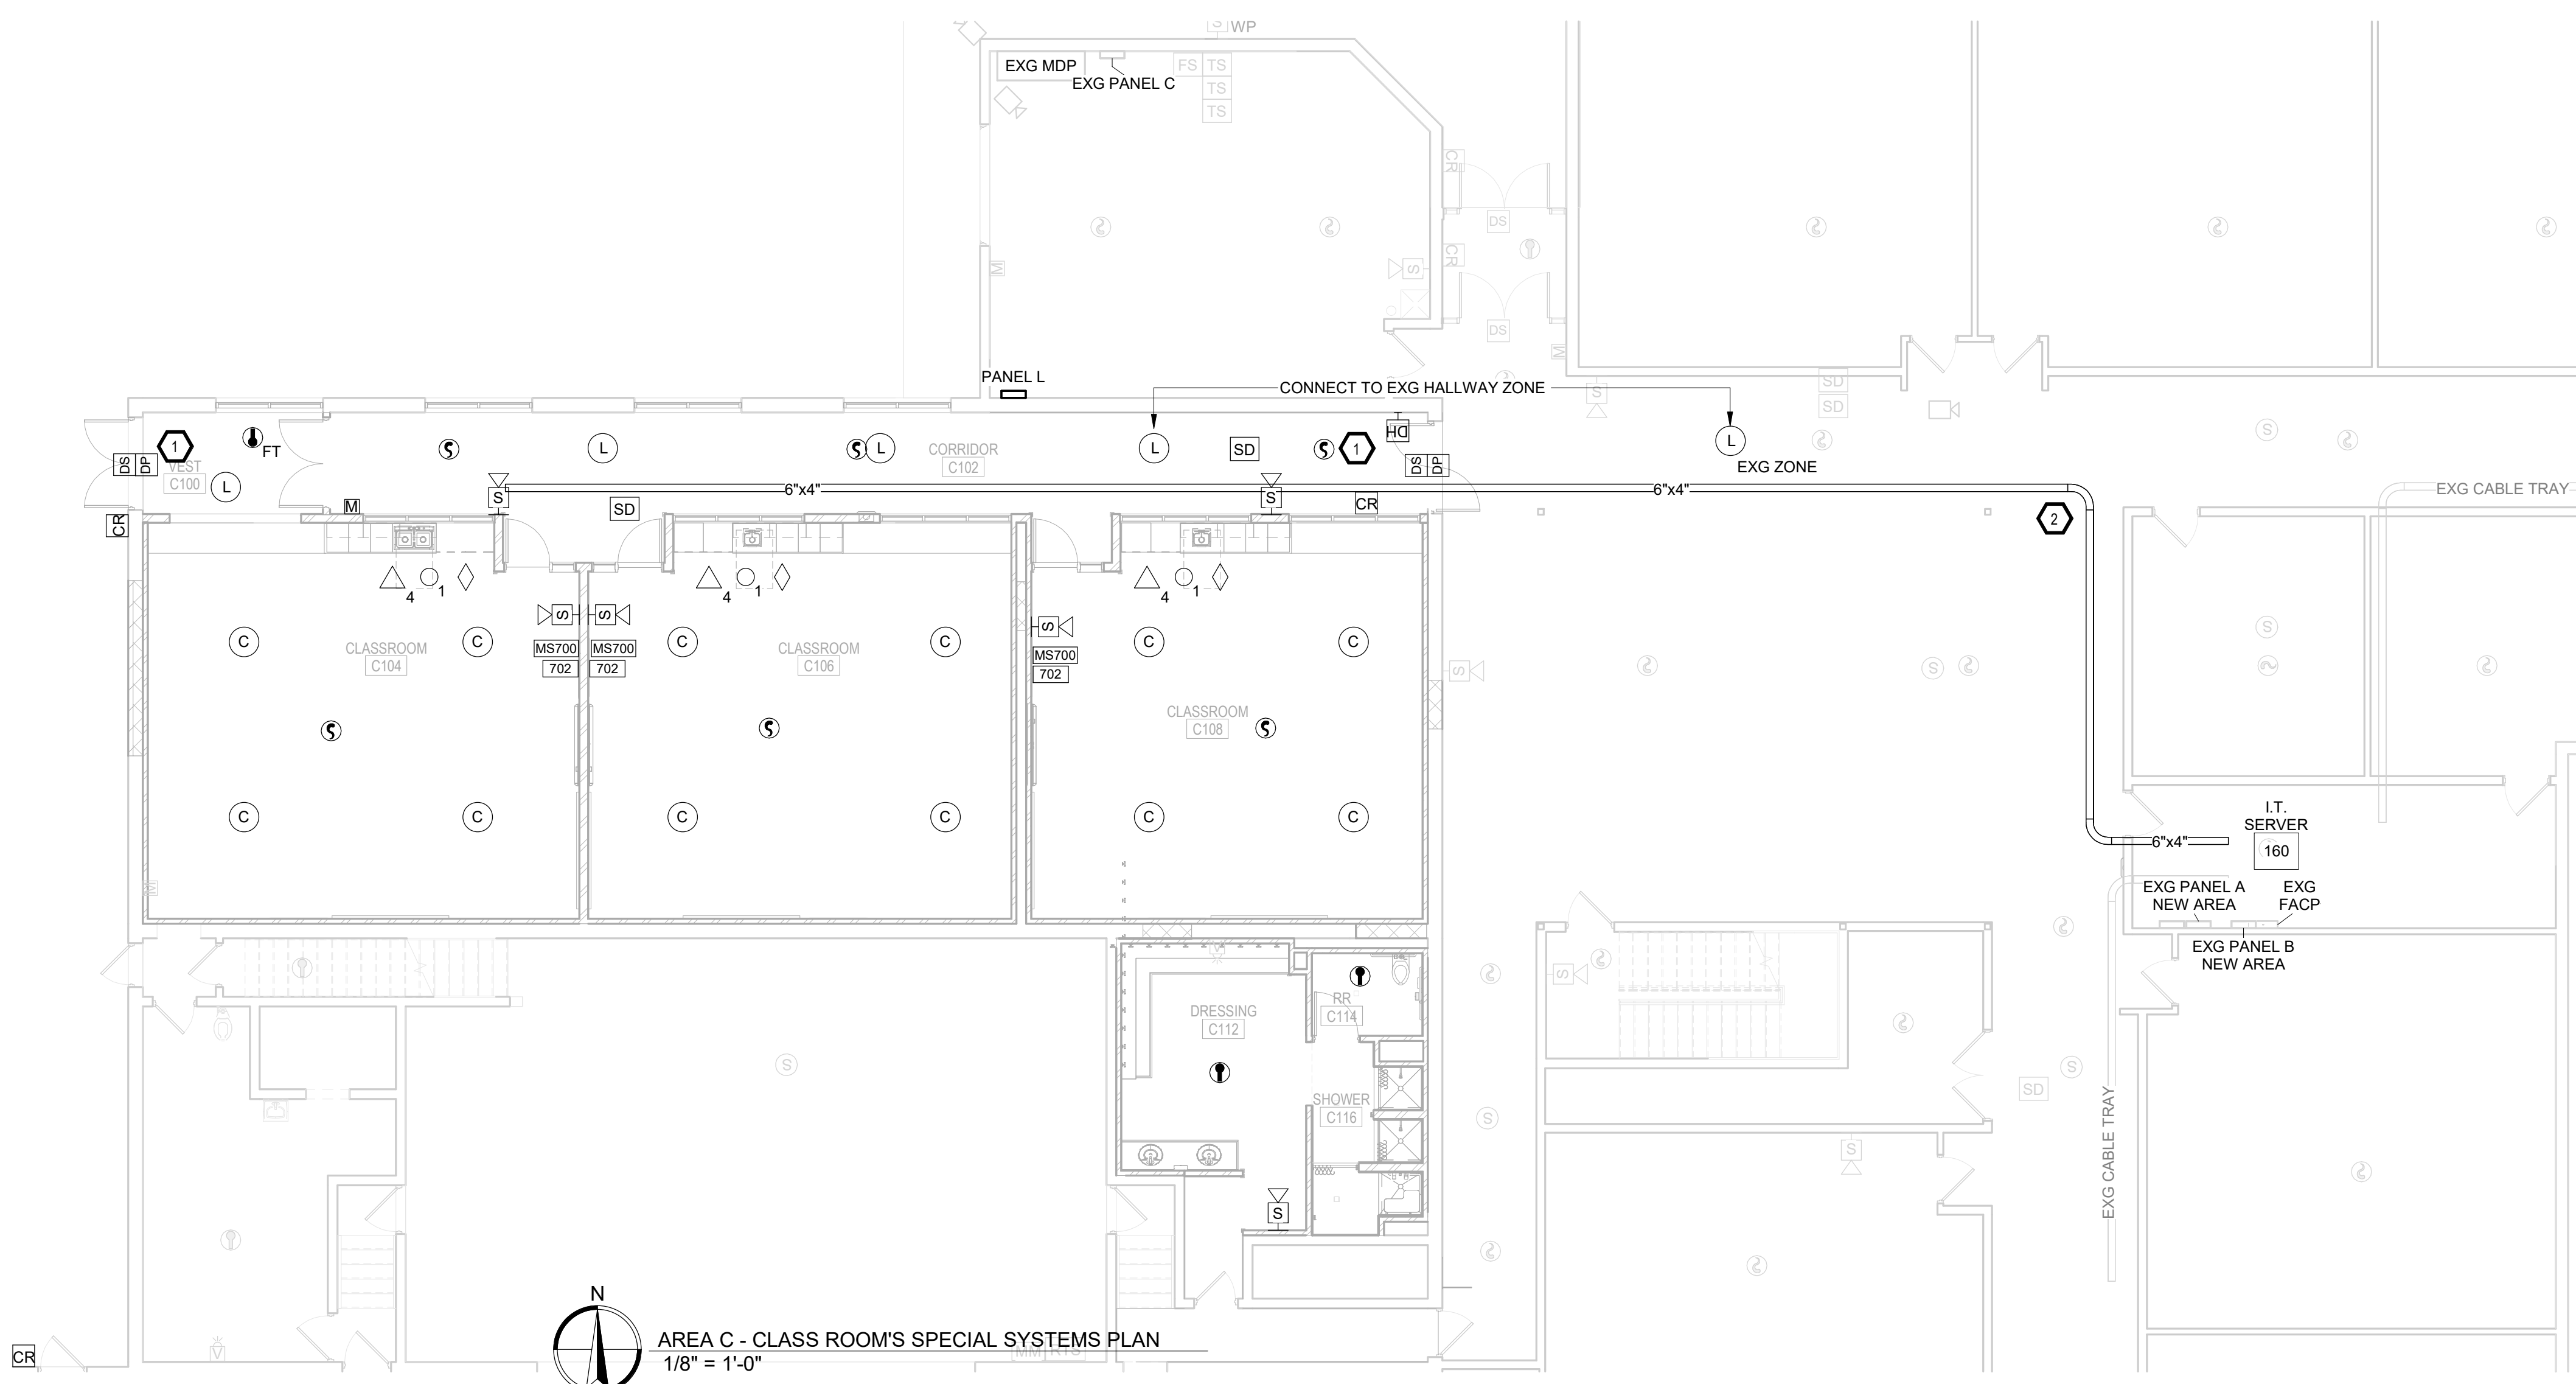 S WP
EXG MDP
EXG PANEL C
FS TS
TS
TS
CR
DS
M
S
CR
DS
M
PANEL L
CONNECT TO EXG HALLWAY ZONE
SD
SD
S
S
DH
1
FT
L
L
CORRIDOR
C102
L
SD
1
L
DS DP
VEST
C100
L
DS DP
EXG ZONE
6"x4"
6"x4"
EXG CABLE TRAY
S
S
M
SD
CR
CR
2
4
1
4
1
4
1
S
S
S
C
C
C
C
C
C
CLASSROOM
C104
CLASSROOM
C106
MS700
702
MS700
702
MS700
702
S
S
S
CLASSROOM
C108
C
C
C
C
C
C
I.T.
SERVER
160
6"x4"
M
EXG PANEL A
NEW AREA
EXG
FACP
EXG PANEL B
NEW AREA
S
V
DRESSING
C112
RR
C114
S
S
SD
SHOWER
C116
S
EXG CABLE TRAY
S
S
N
AREA C - CLASS ROOM'S SPECIAL SYSTEMS PLAN
1/8" = 1'-0"
MM RTS
CR
V